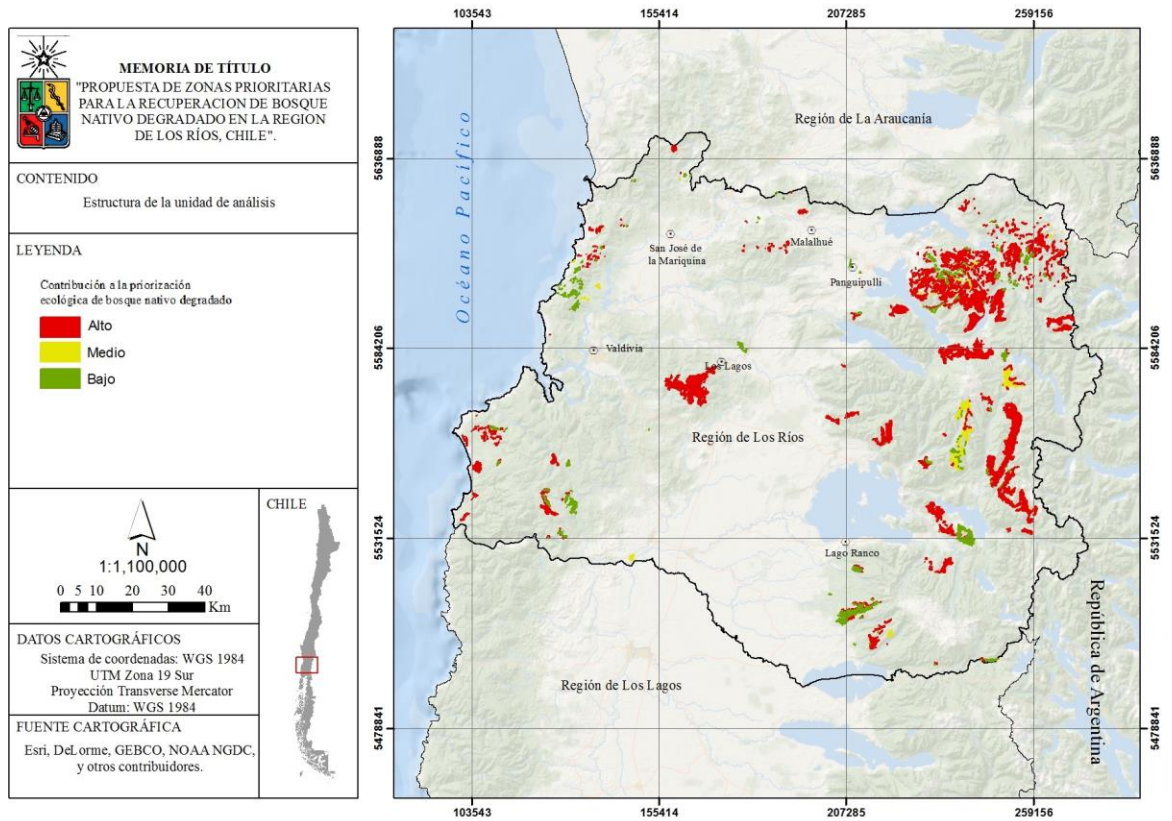 MEMORIA DE TÍTULO
"PROPUESTA DE ZONAS PRIORITARIAS
PARA LA RECUPERACION DE BOSQUE
NATIVO DEGRADADO EN LA REGION
DE LOS RÍOS, CHILE".
CONTENIDO
Estructura de la unidad de análisis
LEYENDA
Contribución a la priorización
ecológica de bosque nativo degradado
Alto
Medio
Bajo
N
1:1,100,000
0 5 10 20 30 40
Km
CHILE
DATOS CARTOGRÁFICOS
Sistema de coordenadas: WGS 1984
UTM Zona 19 Sur
Proyección Transverse Mercator
Datum: WGS 1984
FUENTE CARTOGRÁFICA
Esri, DeLorme, GEBCO, NOAA NGDC,
y otros contribuidores.
103543 155414 207285 259156
5636888 5636888
5584206 5584206
5531524 5531524
5478841 5478841
Océano Pacífico
Región de La Araucanía
San José de
la Mariquina
Malalhué
Panguipulli
Valdivia
Los Lagos
Región de Los Ríos
Lago Ranco
Región de Los Lagos
República de Argentina
103543 155414 207285 259156